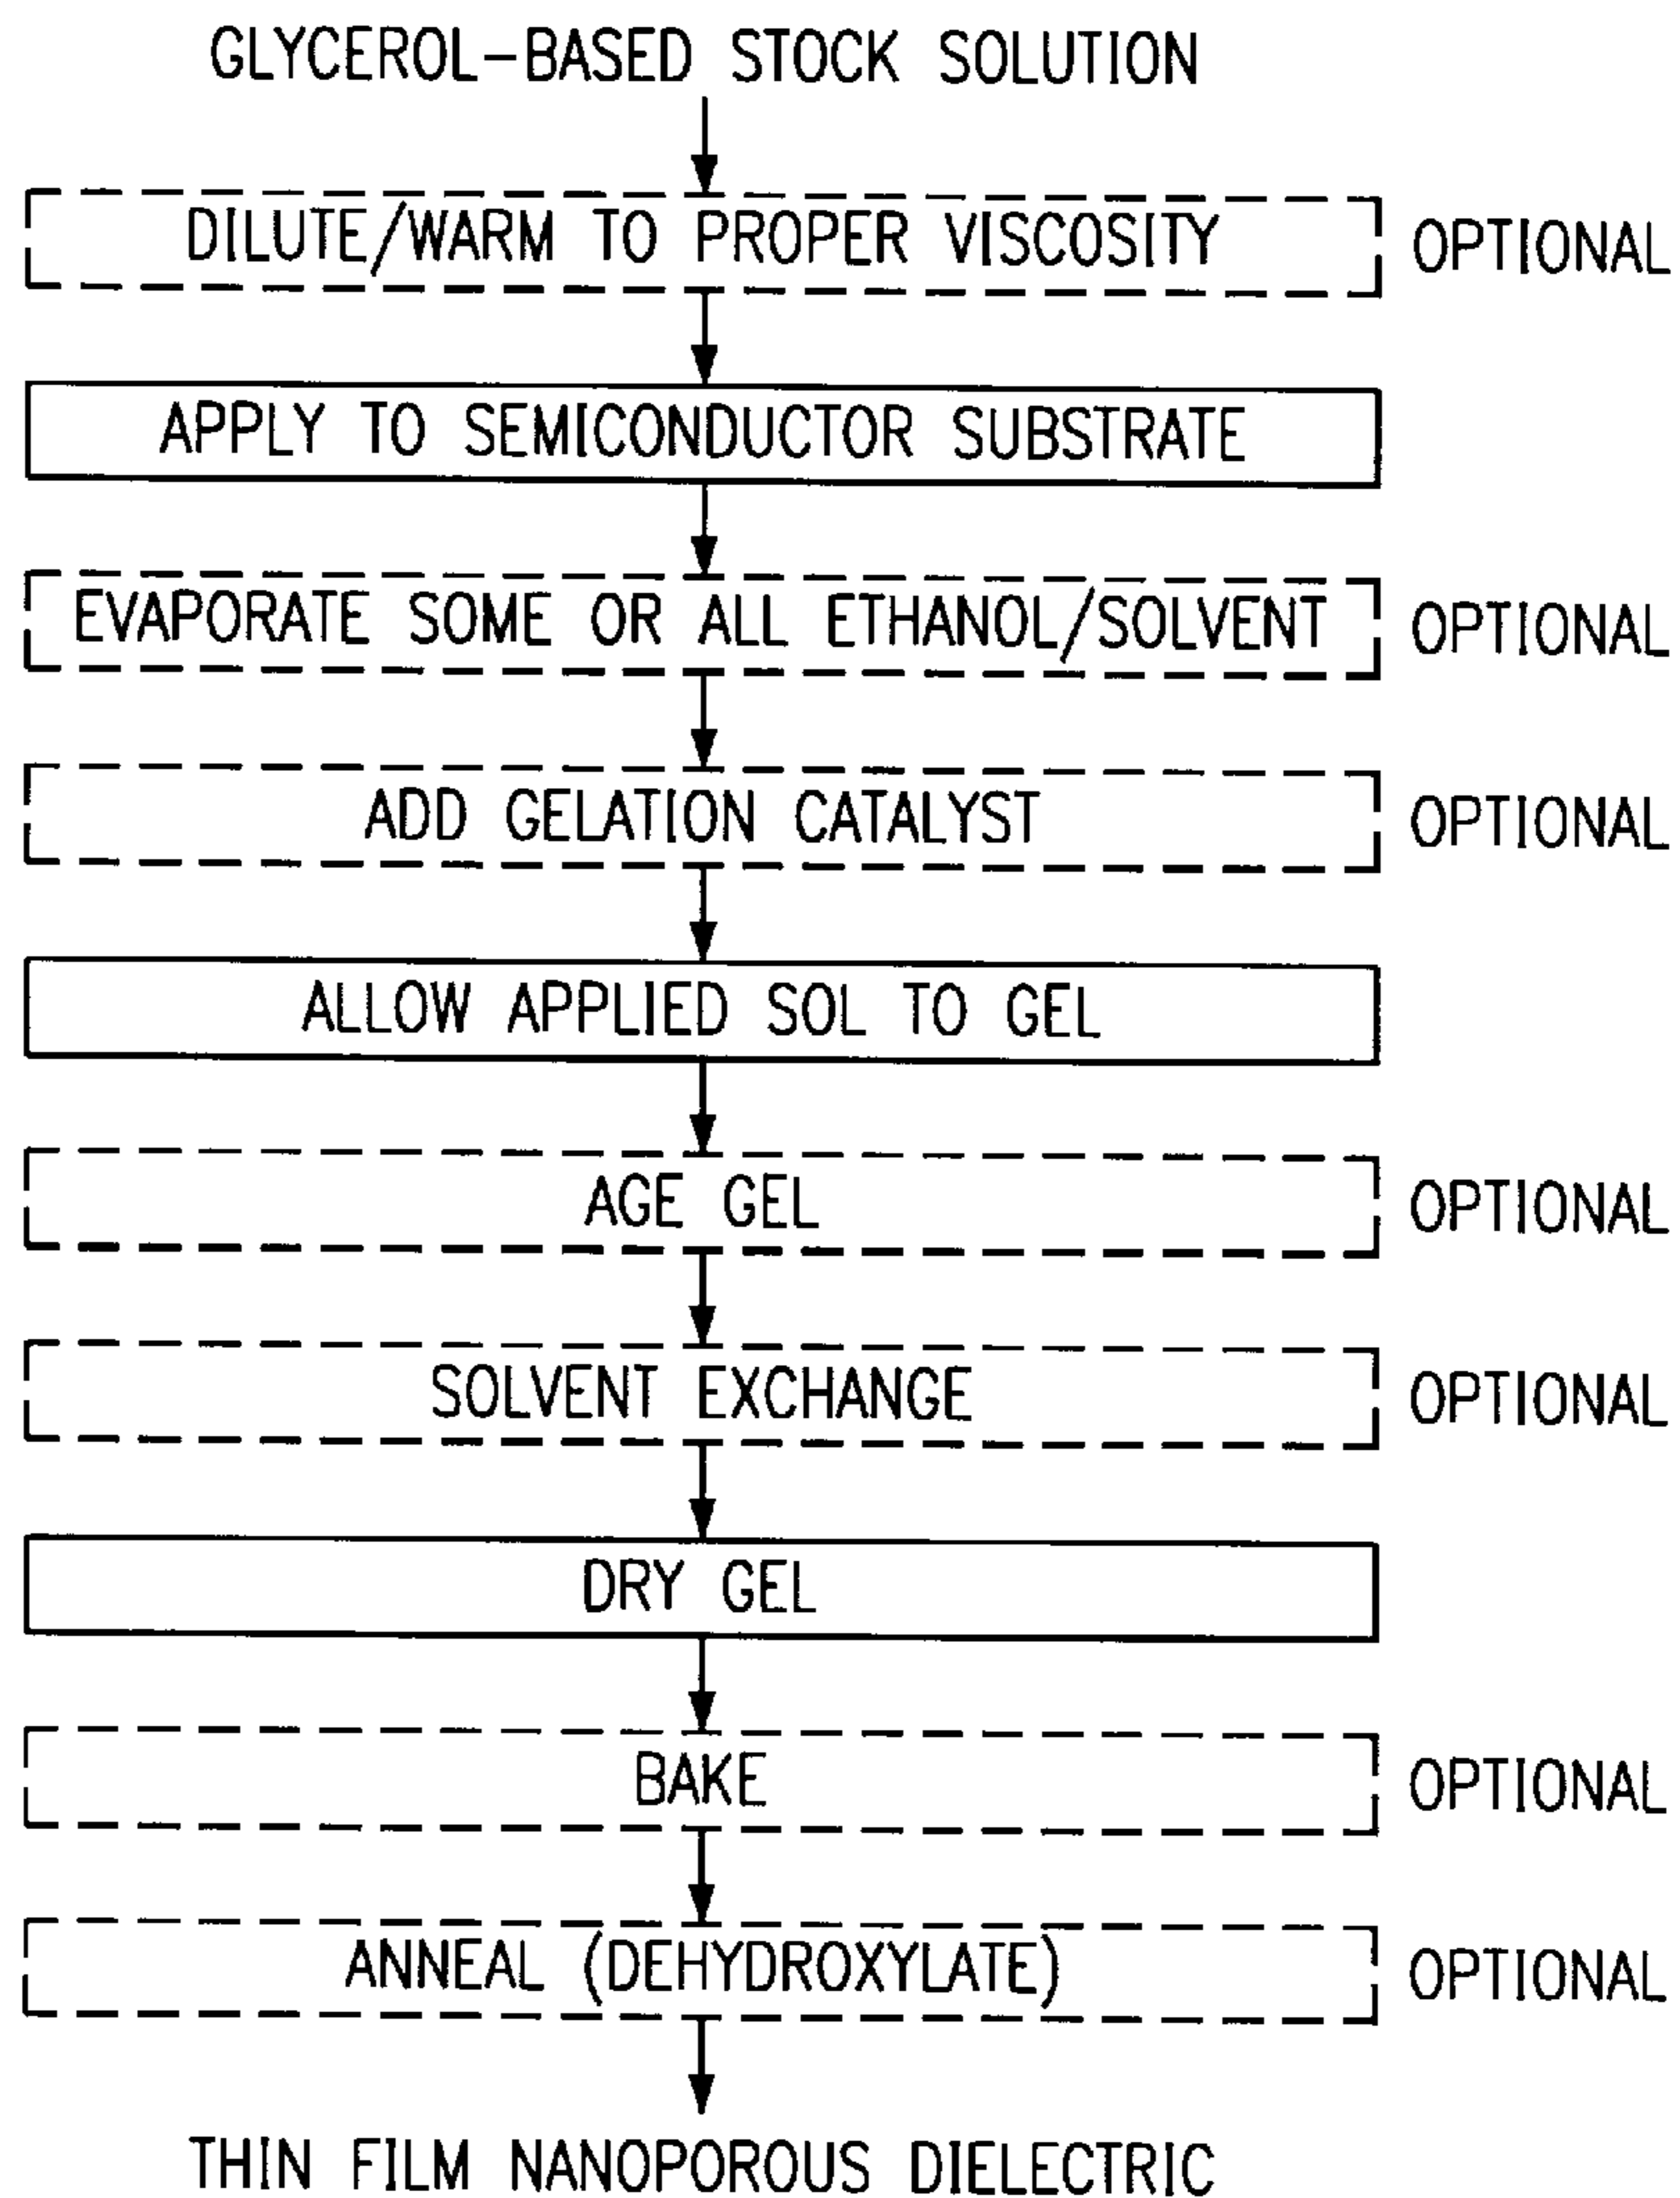 GLYCEROL-BASED STOCK SOLUTION
DILUTE/WARM TO PROPER VISCOSITY OPTIONAL
APPLY TO SEMICONDUCTOR SUBSTRATE
EVAPORATE SOME OR ALL ETHANOL/SOLVENT OPTIONAL
ADD GELATION CATALYST OPTIONAL
ALLOW APPLIED SOL TO GEL
AGE GEL OPTIONAL
SOLVENT EXCHANGE OPTIONAL
DRY GEL
BAKE OPTIONAL
ANNEAL (DEHYDROXYLATE) OPTIONAL
THIN FILM NANOPOROUS DIELECTRIC